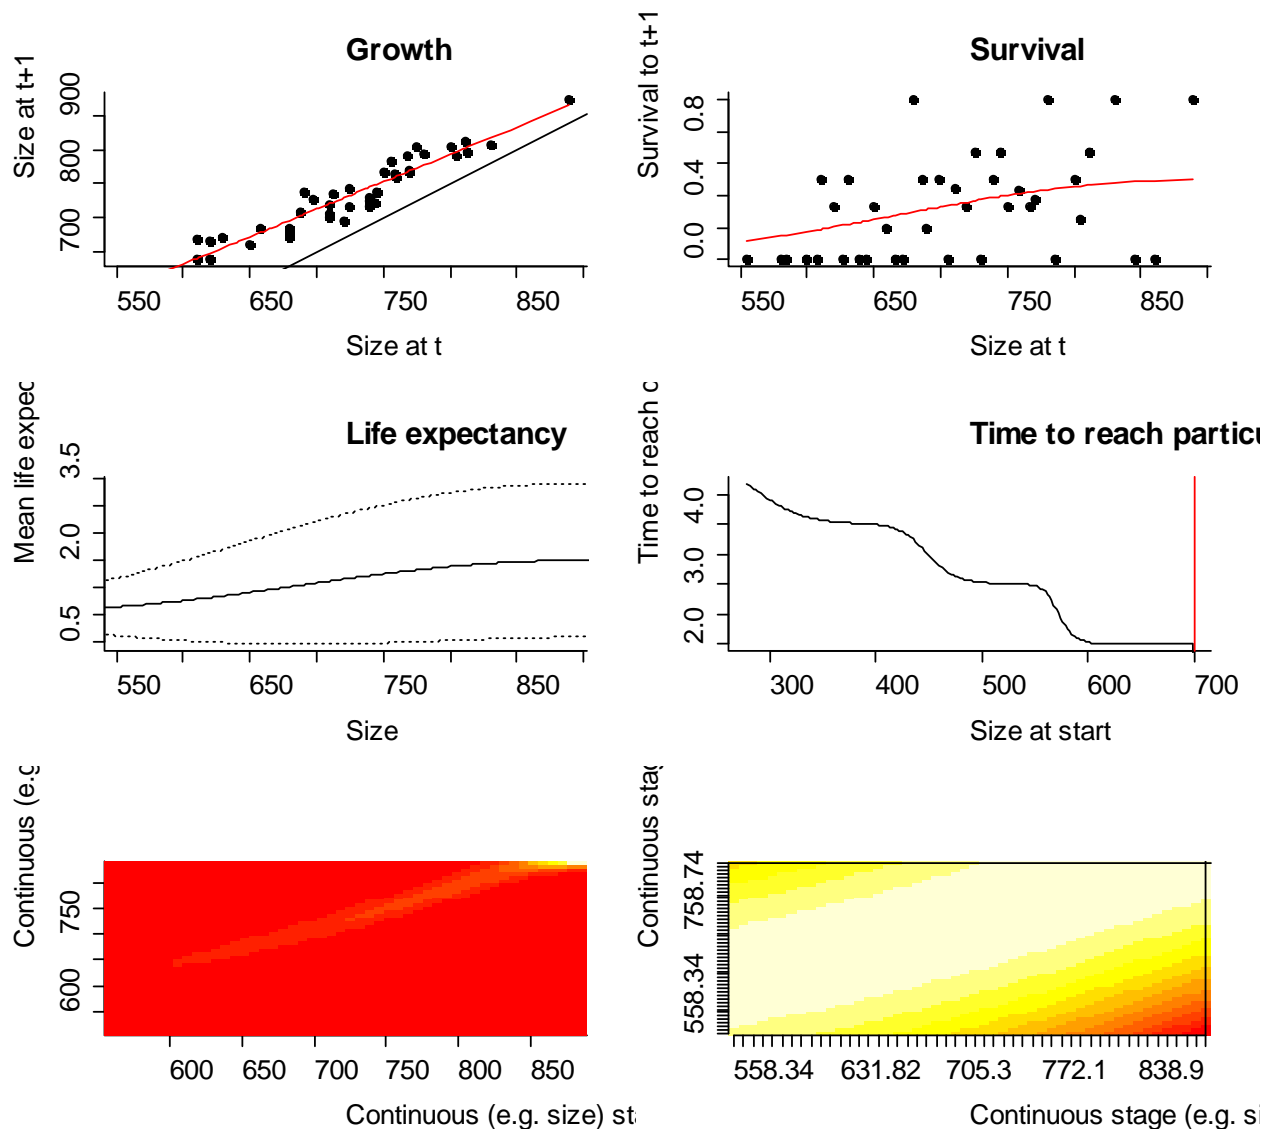 Growth
Size at t+1
700 800 900
550 650 750 850
Size at t
Survival
Survival to t+1
0.0 0.4 0.8
550 650 750 850
Size at t
Life expectancy
Mean life expec
0.5 2.0 3.5
550 650 750 850
Size
Time to reach particu
Time to reach c
2.0 3.0 4.0
300 400 500 600 700
Size at start
Continuous (e.g
600 750
600 650 700 750 800 850
Continuous (e.g. size) sta
Continuous stag
558.34 758.74
558.34 631.82 705.3 772.1 838.9
Continuous stage (e.g. si